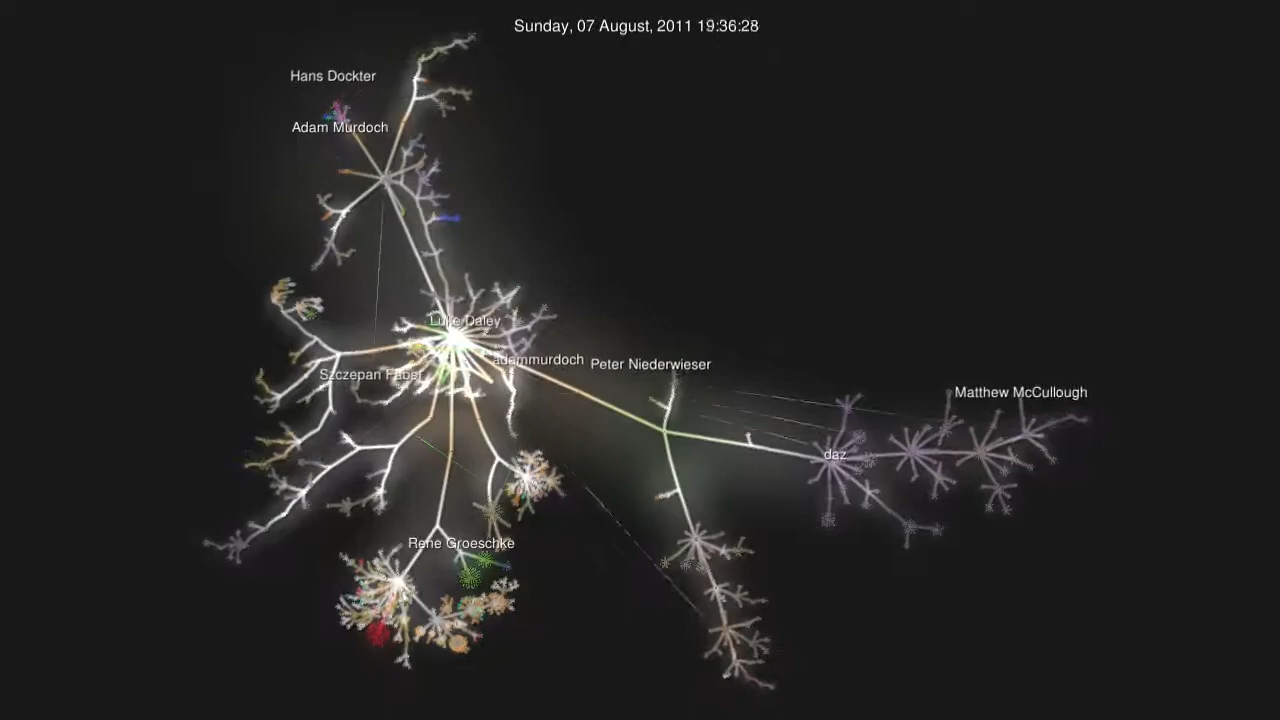 Sunday, 07 August, 2011 19:36:28
Hans Dockter
Adam Murdoch
Luke Daley
adammurdoch
Peter Niederwieser
Szczepan Faber
Matthew McCullough
daz
Rene Groeschke